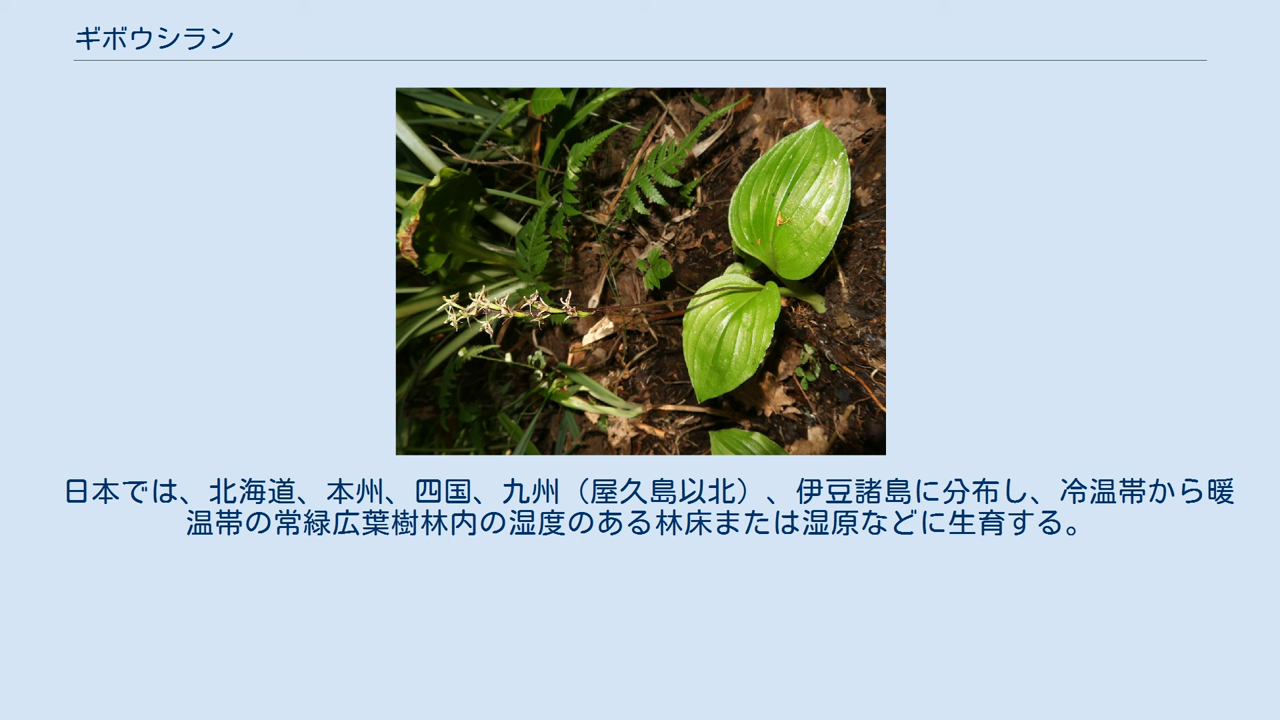 ギボウシラン
日本では、北海道、本州、四国、九州（屋久島以北）、伊豆諸島に分布し、冷温帯から暖
温帯の常緑広葉樹林内の湿度のある林床または湿原などに生育する。